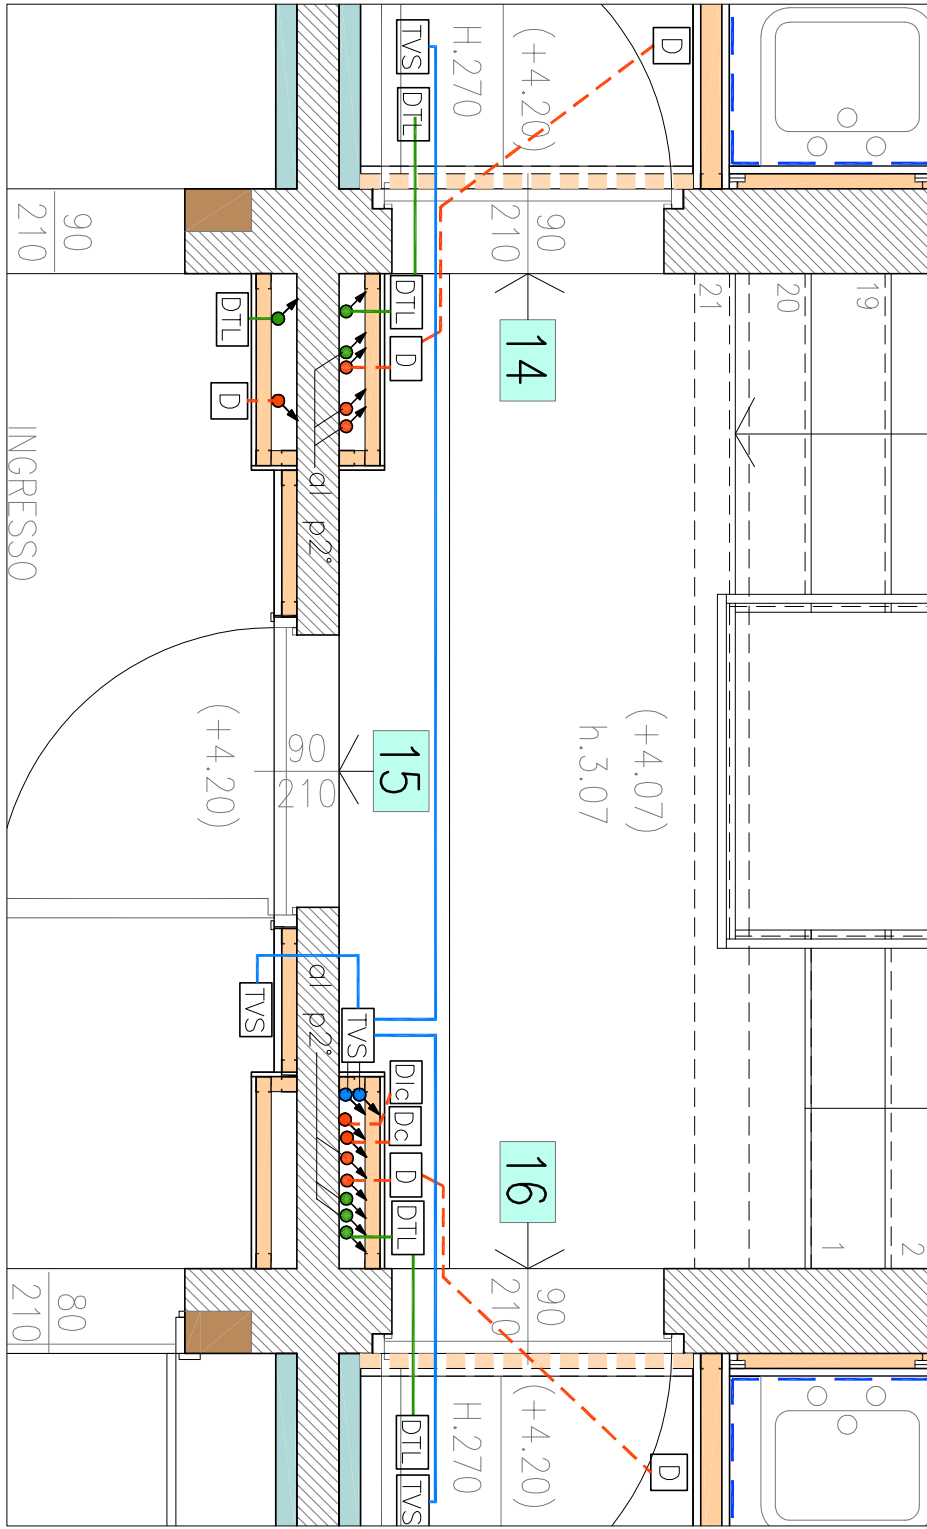 TVS
DTL
H.270
(+4.20)
D
90
210
90
210
DTL
DTL
D
D
14
21
20
19
al p2°
INGRESSO
(+4.20)
90
210
15
h.3.07
(+4.07)
al p2°
TVS
TVS
DIc
Dc
D
DTL
16
1
2
80
210
90
210
DTL
TVS
H.270
(+4.20)
D